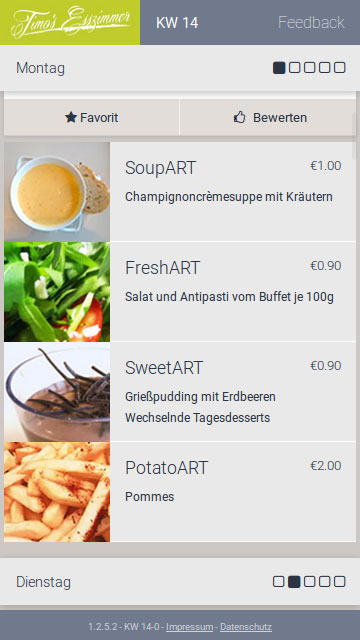 Timo's Esszimmer
KW 14
Feedback
Montag
Favorit
Bewerten
SoupART
€1.00
Champignoncrèmesuppe mit Kräutern
FreshART
€0.90
Salat und Antipasti vom Buffet je 100g
SweetART
€0.90
Grießpudding mit Erdbeeren
Wechselnde Tagesdesserts
PotatoART
€2.00
Pommes
Dienstag
1.2.5.2 - KW 14-0 - Impressum - Datenschutz